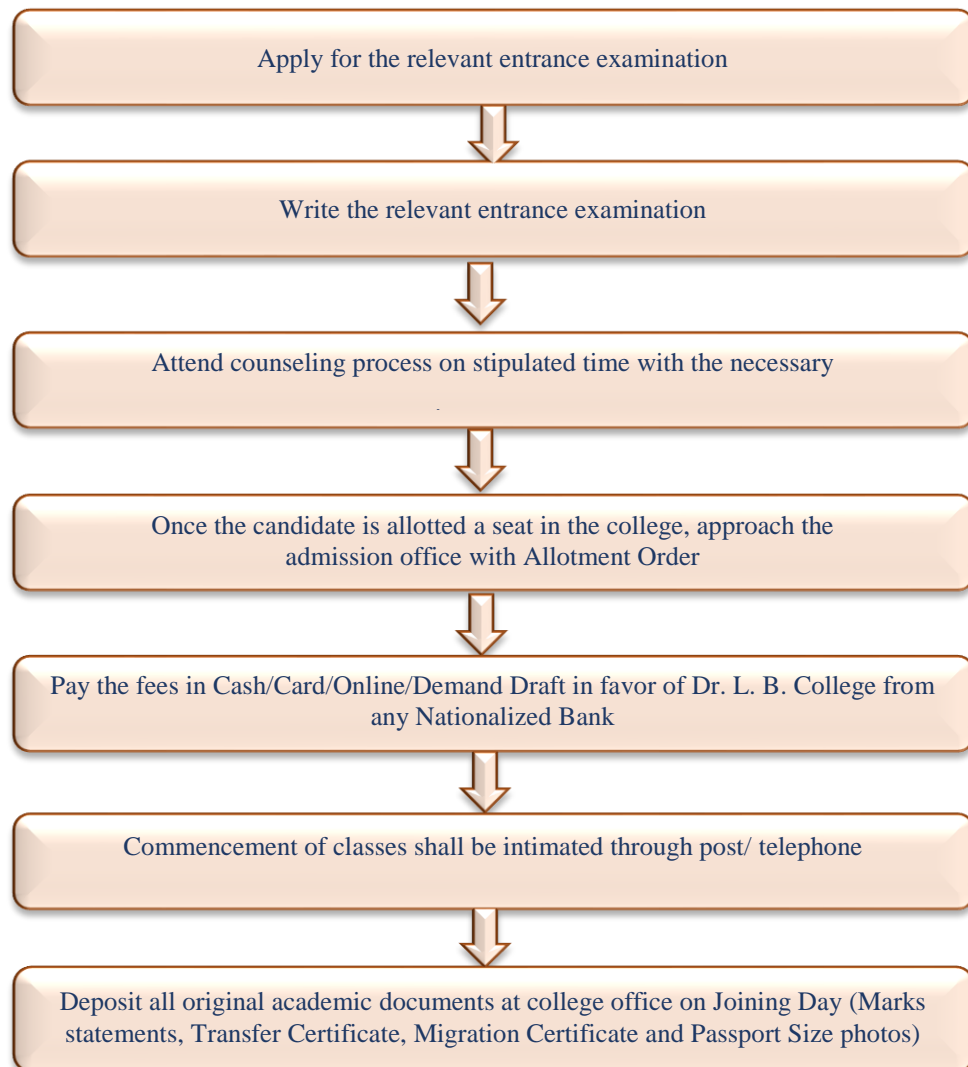 Apply for the relevant entrance examination
Write the relevant entrance examination
Attend counseling process on stipulated time with the necessary
Once the candidate is allotted a seat in the college, approach the
admission office with Allotment Order
Pay the fees in Cash/Card/Online/Demand Draft in favor of Dr. L. B. College from
any Nationalized Bank
Commencement of classes shall be intimated through post/ telephone
Deposit all original academic documents at college office on Joining Day (Marks
statements, Transfer Certificate, Migration Certificate and Passport Size photos)